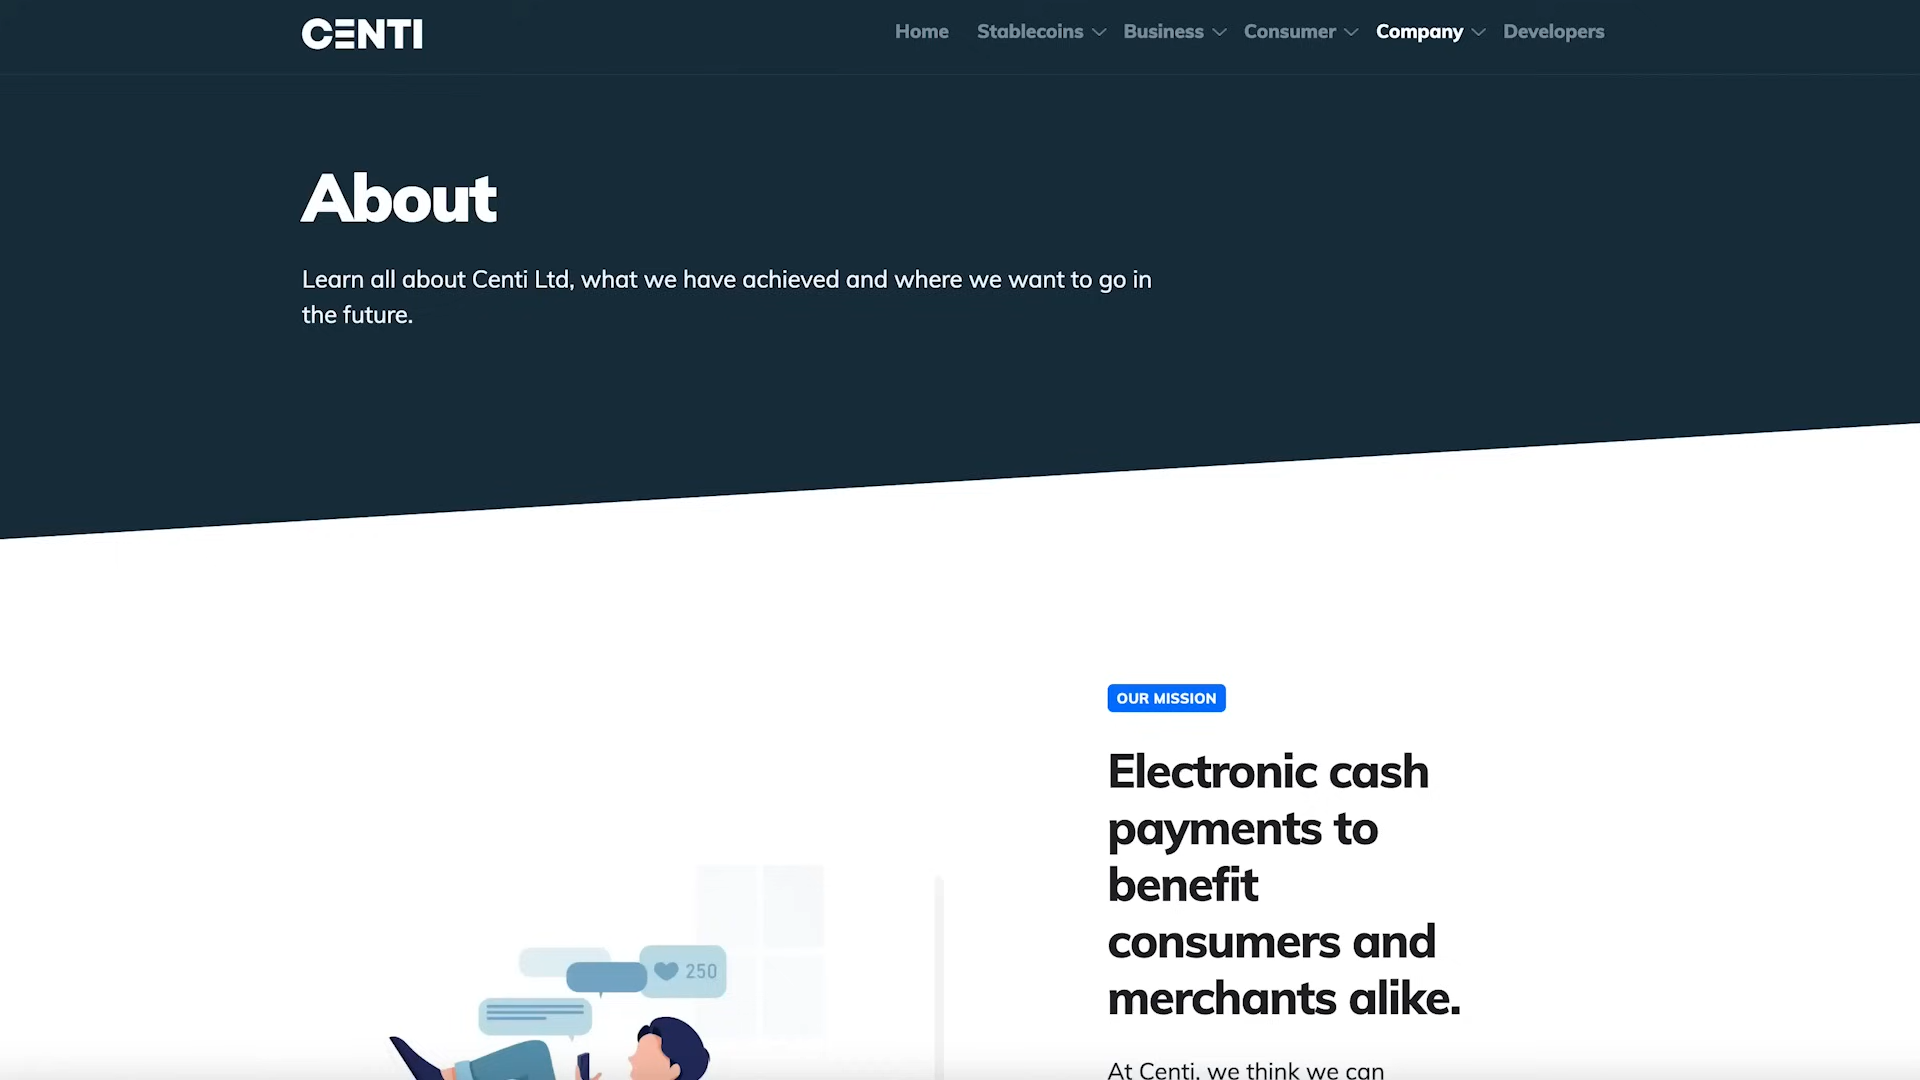 CENTI
Home Stablecoins Business Consumer Company Developers
About
Learn all about Centi Ltd, what we have achieved and where we want to go in
the future.
OUR MISSION
Electronic cash
payments to
benefit
consumers and
merchants alike.
250
At Centi, we think we can